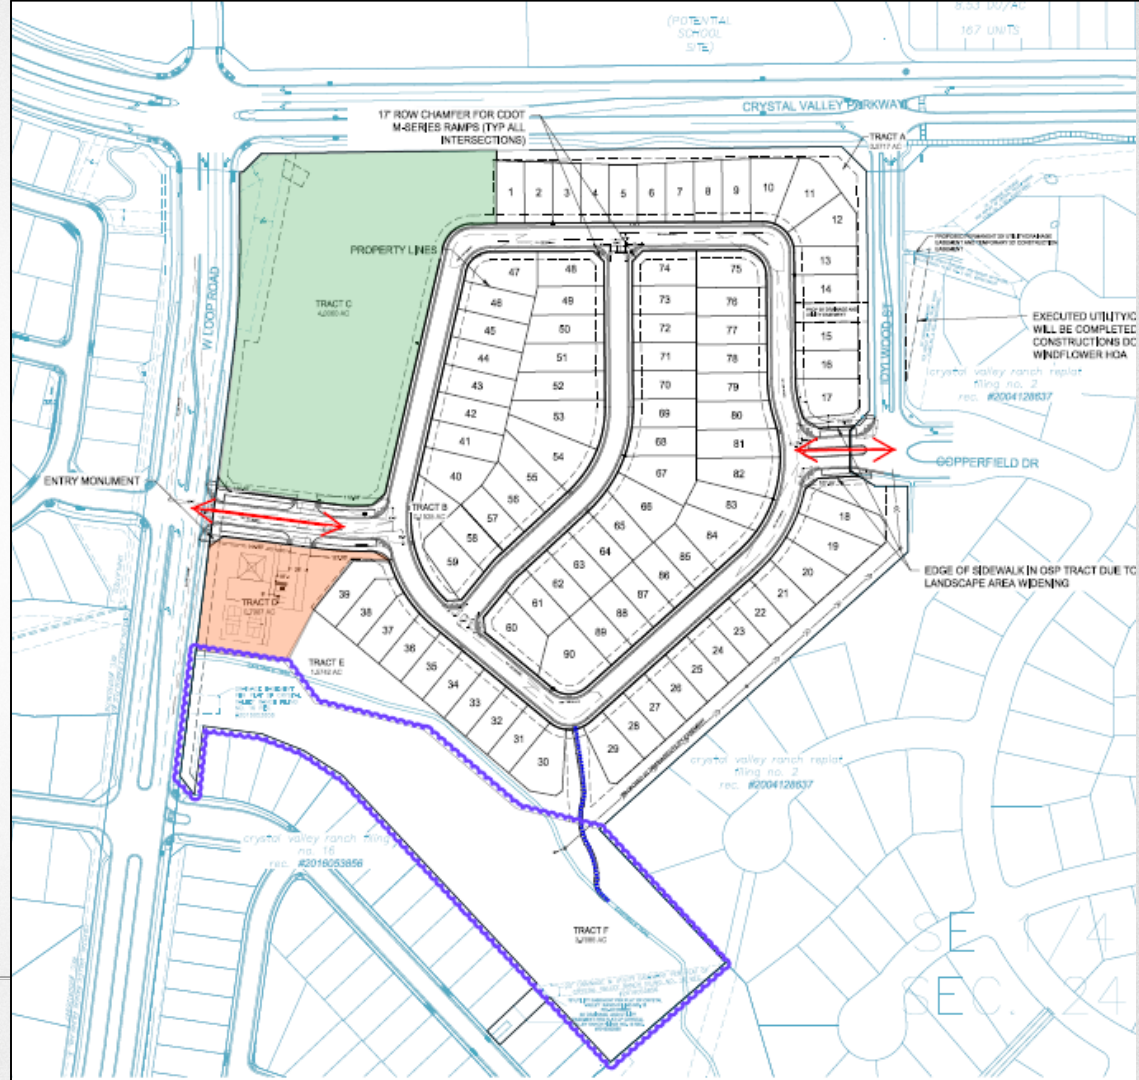 (POTENTIAL
SCHOOL
SITE)
8.53 DU/AC
167 UNITS
CRYSTAL VALLEY PARKWAY
17' ROW CHAMFER FOR CDOT
M-SERIES RAMPS (TYP ALL
INTERSECTIONS)
TRACT A
1
2
3
4
5
6
7
8
9
10
11
12
13
14
15
16
17
PROPERTY LINES
W LOOP ROAD
TRACT C
IDYLWOOD ST
EXECUTED UTILITY/C
WILL BE COMPLETED
CONSTRUCTIONS DO
WINDFLOWER HOA
crystal valley ranch replat
filing no. 2
rec. #2004128637
47
46
45
44
43
42
41
40
48
49
50
51
52
53
54
55
56
57
58
59
74
73
72
71
70
69
68
67
66
65
64
63
62
61
60
75
76
77
78
79
80
81
82
83
84
85
86
87
88
89
90
COPPERFIELD DR
ENTRY MONUMENT
TRACT B
EDGE OF SIDEWALK IN OSP TRACT DUE TO
LANDSCAPE AREA WIDENING
18
19
20
21
22
23
24
25
26
27
28
29
TRACT D
TRACT E
39
38
37
36
35
34
33
32
31
30
crystal valley ranch replat
filing no. 2
rec. #2004128637
crystal valley ranch filing
no. 16
rec. #2016053856
TRACT F
SE 1/4
SEC. 24